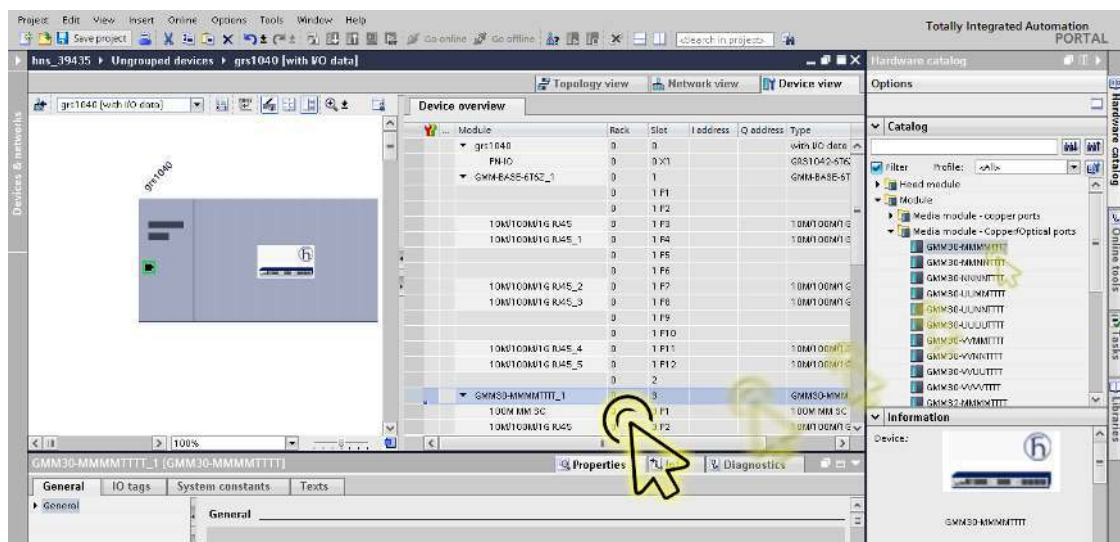 Project Edit View Insert Online Options Tools Window Help
Totally Integrated Automation
PORTAL
Save project Go online Go offline <Search in project>
hns_39435 Ungrouped devices grs1040 [with I/O data]
Hardware catalog
Topology view Network view Device view
Options
grs1040 [with I/O data]
Device overview
Catalog
... Module Rack Slot I address Q address Type
grs1040 0 0 with I/O data
PN-IO 0 0 X1 GRS1042-6T6Z
GMM-BASE-6T6Z_1 0 1 GMM-BASE-6T
0 1 P1
0 1 P2
10M/100M/1G RJ45 0 1 P3 10M/100M/1G
10M/100M/1G RJ45_1 0 1 P4 10M/100M/1G
0 1 P5
0 1 P6
10M/100M/1G RJ45_2 0 1 P7 10M/100M/1G
10M/100M/1G RJ45_3 0 1 P8 10M/100M/1G
0 1 P9
0 1 P10
10M/100M/1G RJ45_4 0 1 P11
10M/100M/1G RJ45_5 0 1 P12 10M/100M/1G
0 2
GMM30-MMMMTTTT_1 3 GMM30-MMM
100M MM SC P1 100M MM SC
10M/100M/1G RJ45 P2 10M/100M/1G
Filter Profile: <All>
Head module
Module
Media module - copper ports
Media module - Copper/Optical ports
GMM30-MMMMTTTT
GMM30-MMNNTTTT
GMM30-NNNNTTTT
GMM30-UUMMTTTT
GMM30-UUNNTTTT
GMM30-UUUUTTTT
GMM30-VVMMTTTT
GMM30-VVNNTTTT
GMM30-VVUUTTTT
GMM30-VVVVTTTT
GMM32-MMMMTTTT
grs1040
100%
Information
Device:
GMM30-MMMMTTTT
GMM30-MMMMTTTT_1 [GMM30-MMMMTTTT]
Properties Diagnostics
General IO tags System constants Texts
General
General
Devices & networks
Hardware catalog
Online tools
Tasks
Libraries